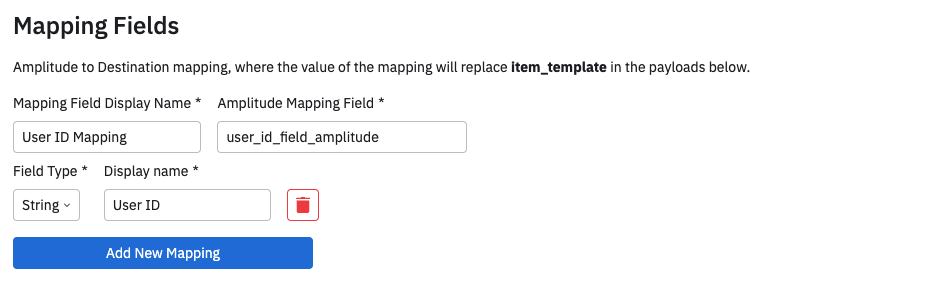 Mapping Fields
Amplitude to Destination mapping, where the value of the mapping will replace item_template in the payloads below.
Mapping Field Display Name * Amplitude Mapping Field *
User ID Mapping user_id_field_amplitude
Field Type * Display name *
String User ID
Add New Mapping